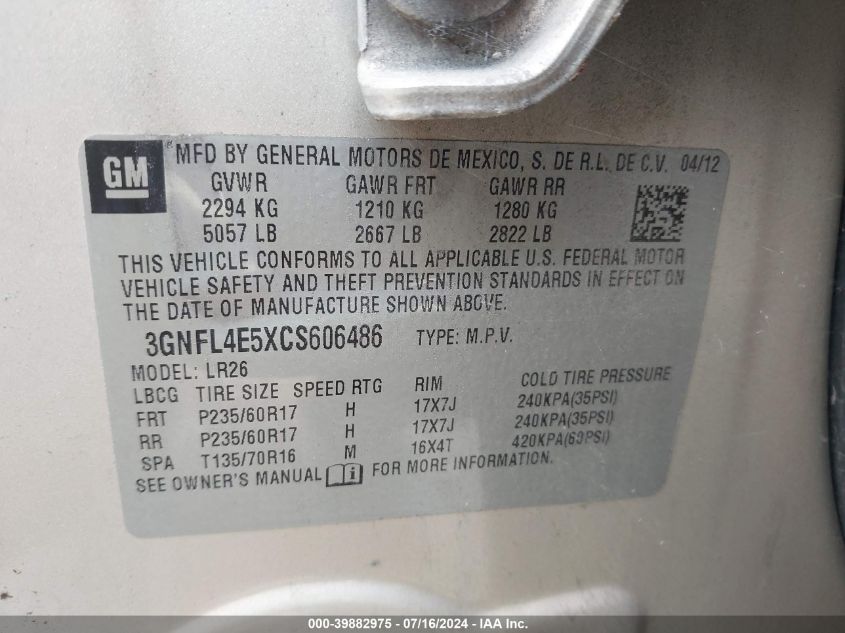 GM ® MFD BY GENERAL MOTORS DE MEXICO, S. DE R.L. DE C.V. 04/12
GVWR GAWR FRT GAWR RR
2294 KG 1210 KG 1280 KG
5057 LB 2667 LB 2822 LB
THIS VEHICLE CONFORMS TO ALL APPLICABLE U.S. FEDERAL MOTOR
VEHICLE SAFETY AND THEFT PREVENTION STANDARDS IN EFFECT ON
THE DATE OF MANUFACTURE SHOWN ABOVE.
3GNFL4E5XCS606486 TYPE: M.P.V.
MODEL: LR26
LBCG TIRE SIZE SPEED RTG RIM COLD TIRE PRESSURE
FRT P235/60R17 H 17X7J 240KPA(35PSI)
RR P235/60R17 H 17X7J 240KPA(35PSI)
SPA T135/70R16 M 16X4T 420KPA(60PSI)
SEE OWNER'S MANUAL FOR MORE INFORMATION.
000-39882975 - 07/16/2024 - IAA Inc.